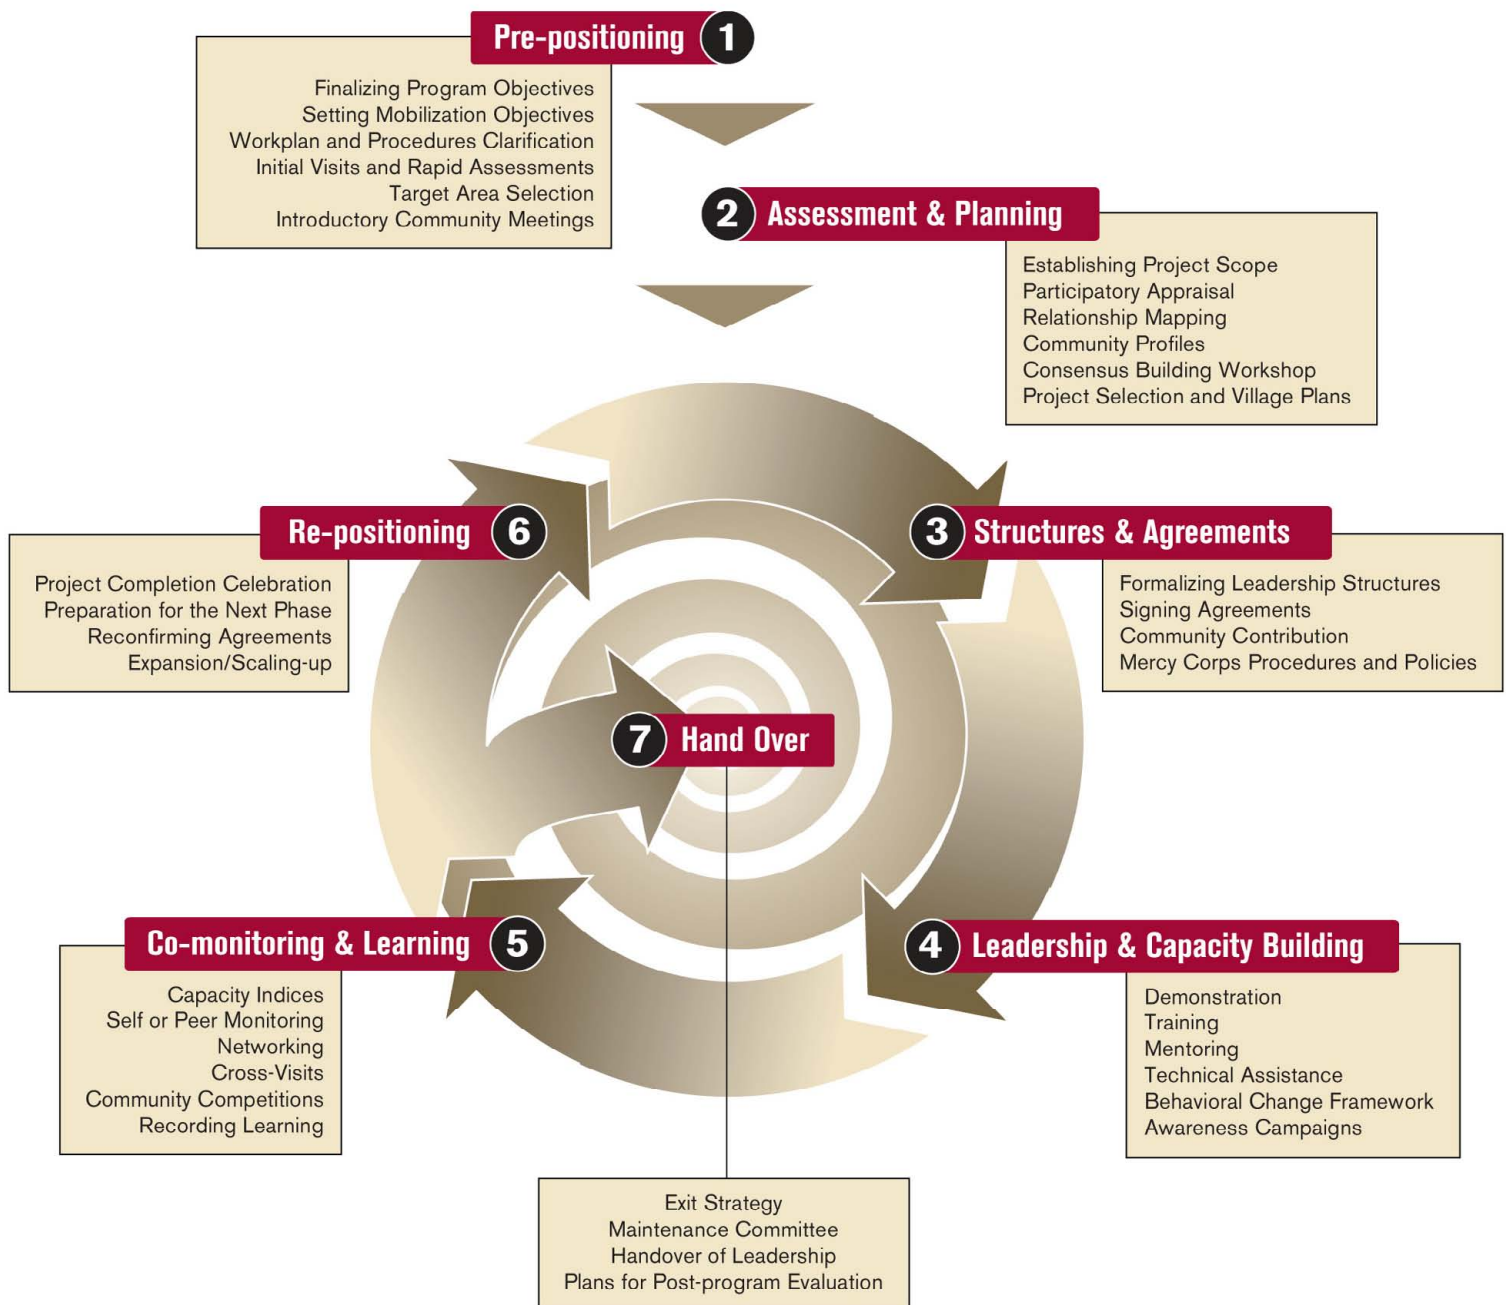 Pre-positioning 1
Finalizing Program Objectives
Setting Mobilization Objectives
Workplan and Procedures Clarification
Initial Visits and Rapid Assessments
Target Area Selection
Introductory Community Meetings
2 Assessment & Planning
Establishing Project Scope
Participatory Appraisal
Relationship Mapping
Community Profiles
Consensus Building Workshop
Project Selection and Village Plans
3 Structures & Agreements
Formalizing Leadership Structures
Signing Agreements
Community Contribution
Mercy Corps Procedures and Policies
4 Leadership & Capacity Building
Demonstration
Training
Mentoring
Technical Assistance
Behavioral Change Framework
Awareness Campaigns
Co-monitoring & Learning 5
Capacity Indices
Self or Peer Monitoring
Networking
Cross-Visits
Community Competitions
Recording Learning
Re-positioning 6
Project Completion Celebration
Preparation for the Next Phase
Reconfirming Agreements
Expansion/Scaling-up
7 Hand Over
Exit Strategy
Maintenance Committee
Handover of Leadership
Plans for Post-program Evaluation